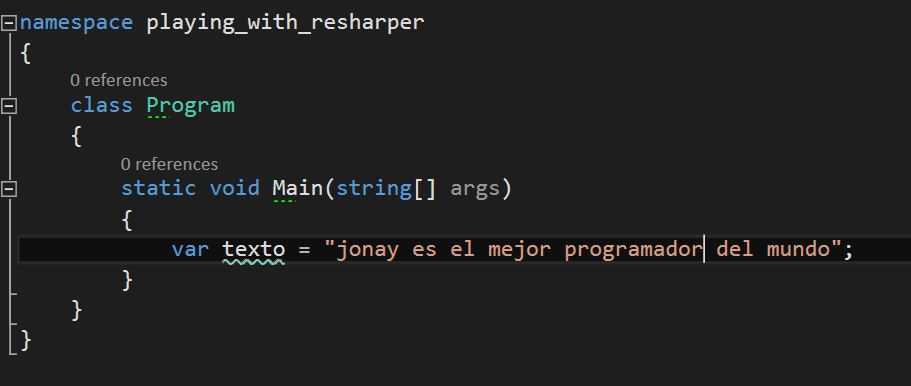 namespace playing_with_resharper
{
0 references
class Program
{
0 references
static void Main(string[] args)
{
var texto = "jonay es el mejor programador del mundo";
}
}
}